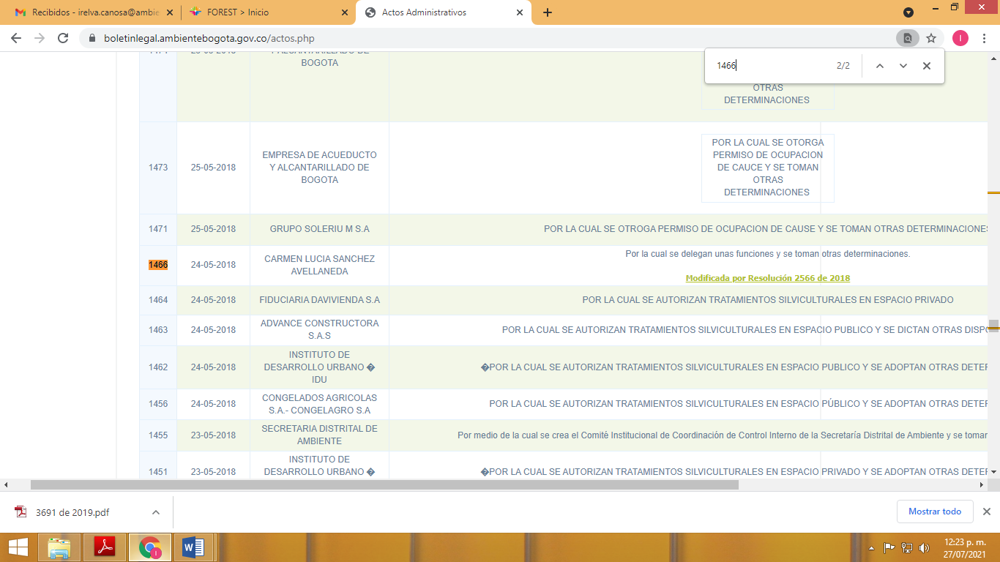 Recibidos - irelva.canosa@ambie
FOREST > Inicio
Actos Administrativos
boletinlegal.ambientebogota.gov.co/actos.php
I
1466
2/2
BOGOTA
OTRAS
DETERMINACIONES
1473
25-05-2018
EMPRESA DE ACUEDUCTO
Y ALCANTARILLADO DE
BOGOTA
POR LA CUAL SE OTORGA
PERMISO DE OCUPACION
DE CAUCE Y SE TOMAN
OTRAS
DETERMINACIONES
1471
25-05-2018
GRUPO SOLERIU M S.A
POR LA CUAL SE OTROGA PERMISO DE OCUPACION DE CAUSE Y SE TOMAN OTRAS DETERMINACIONES
1466
24-05-2018
CARMEN LUCIA SANCHEZ
AVELLANEDA
Por la cual se delegan unas funciones y se toman otras determinaciones.
Modificada por Resolución 2566 de 2018
1464
24-05-2018
FIDUCIARIA DAVIVIENDA S.A
POR LA CUAL SE AUTORIZAN TRATAMIENTOS SILVICULTURALES EN ESPACIO PRIVADO
1463
24-05-2018
ADVANCE CONSTRUCTORA
S.A.S
POR LA CUAL SE AUTORIZAN TRATAMIENTOS SILVICULTURALES EN ESPACIO PUBLICO Y SE DICTAN OTRAS DISPO
1462
24-05-2018
INSTITUTO DE
DESARROLLO URBANO �
IDU
�POR LA CUAL SE AUTORIZAN TRATAMIENTOS SILVICULTURALES EN ESPACIO PUBLICO Y SE ADOPTAN OTRAS DETER
1456
24-05-2018
CONGELADOS AGRICOLAS
S.A.- CONGELAGRO S.A
POR LA CUAL SE AUTORIZAN TRATAMIENTOS SILVICULTURALES EN ESPACIO PÚBLICO Y SE ADOPTAN OTRAS DETER
1455
23-05-2018
SECRETARIA DISTRITAL DE
AMBIENTE
Por medio de la cual se crea el Comité Institucional de Coordinación de Control Interno de la Secretaría Distrital de Ambiente y se tomar
1451
23-05-2018
INSTITUTO DE
DESARROLLO URBANO �
�POR LA CUAL SE AUTORIZAN TRATAMIENTOS SILVICULTURALES EN ESPACIO PRIVADO Y SE ADOPTAN OTRAS DETER
3691 de 2019.pdf
Mostrar todo
12:23 p. m.
27/07/2021